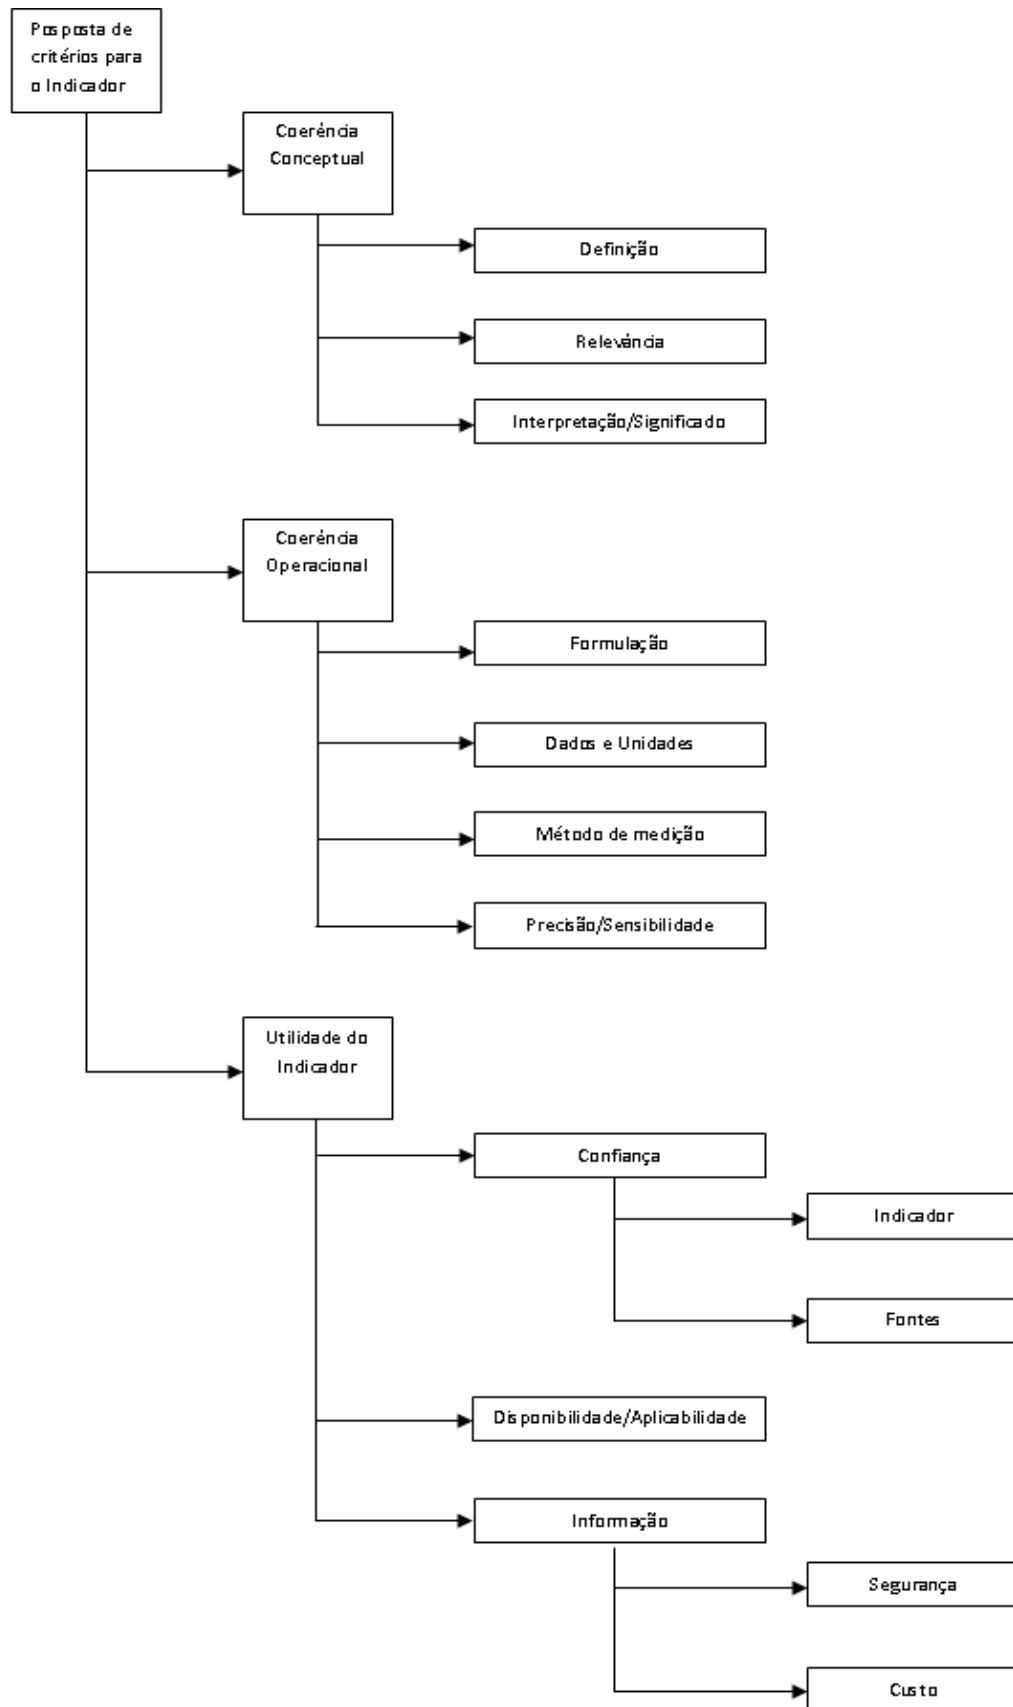 Posposta de
critérios para
o Indicador
Coerência
Conceptual
Definição
Relevância
Interpretação/Significado
Coerência
Operacional
Formulação
Dados e Unidades
Método de medição
Precisão/Sensibilidade
Utilidade do
Indicador
Confiança
Indicador
Fontes
Disponibilidade/Aplicabilidade
Informação
Segurança
Custo